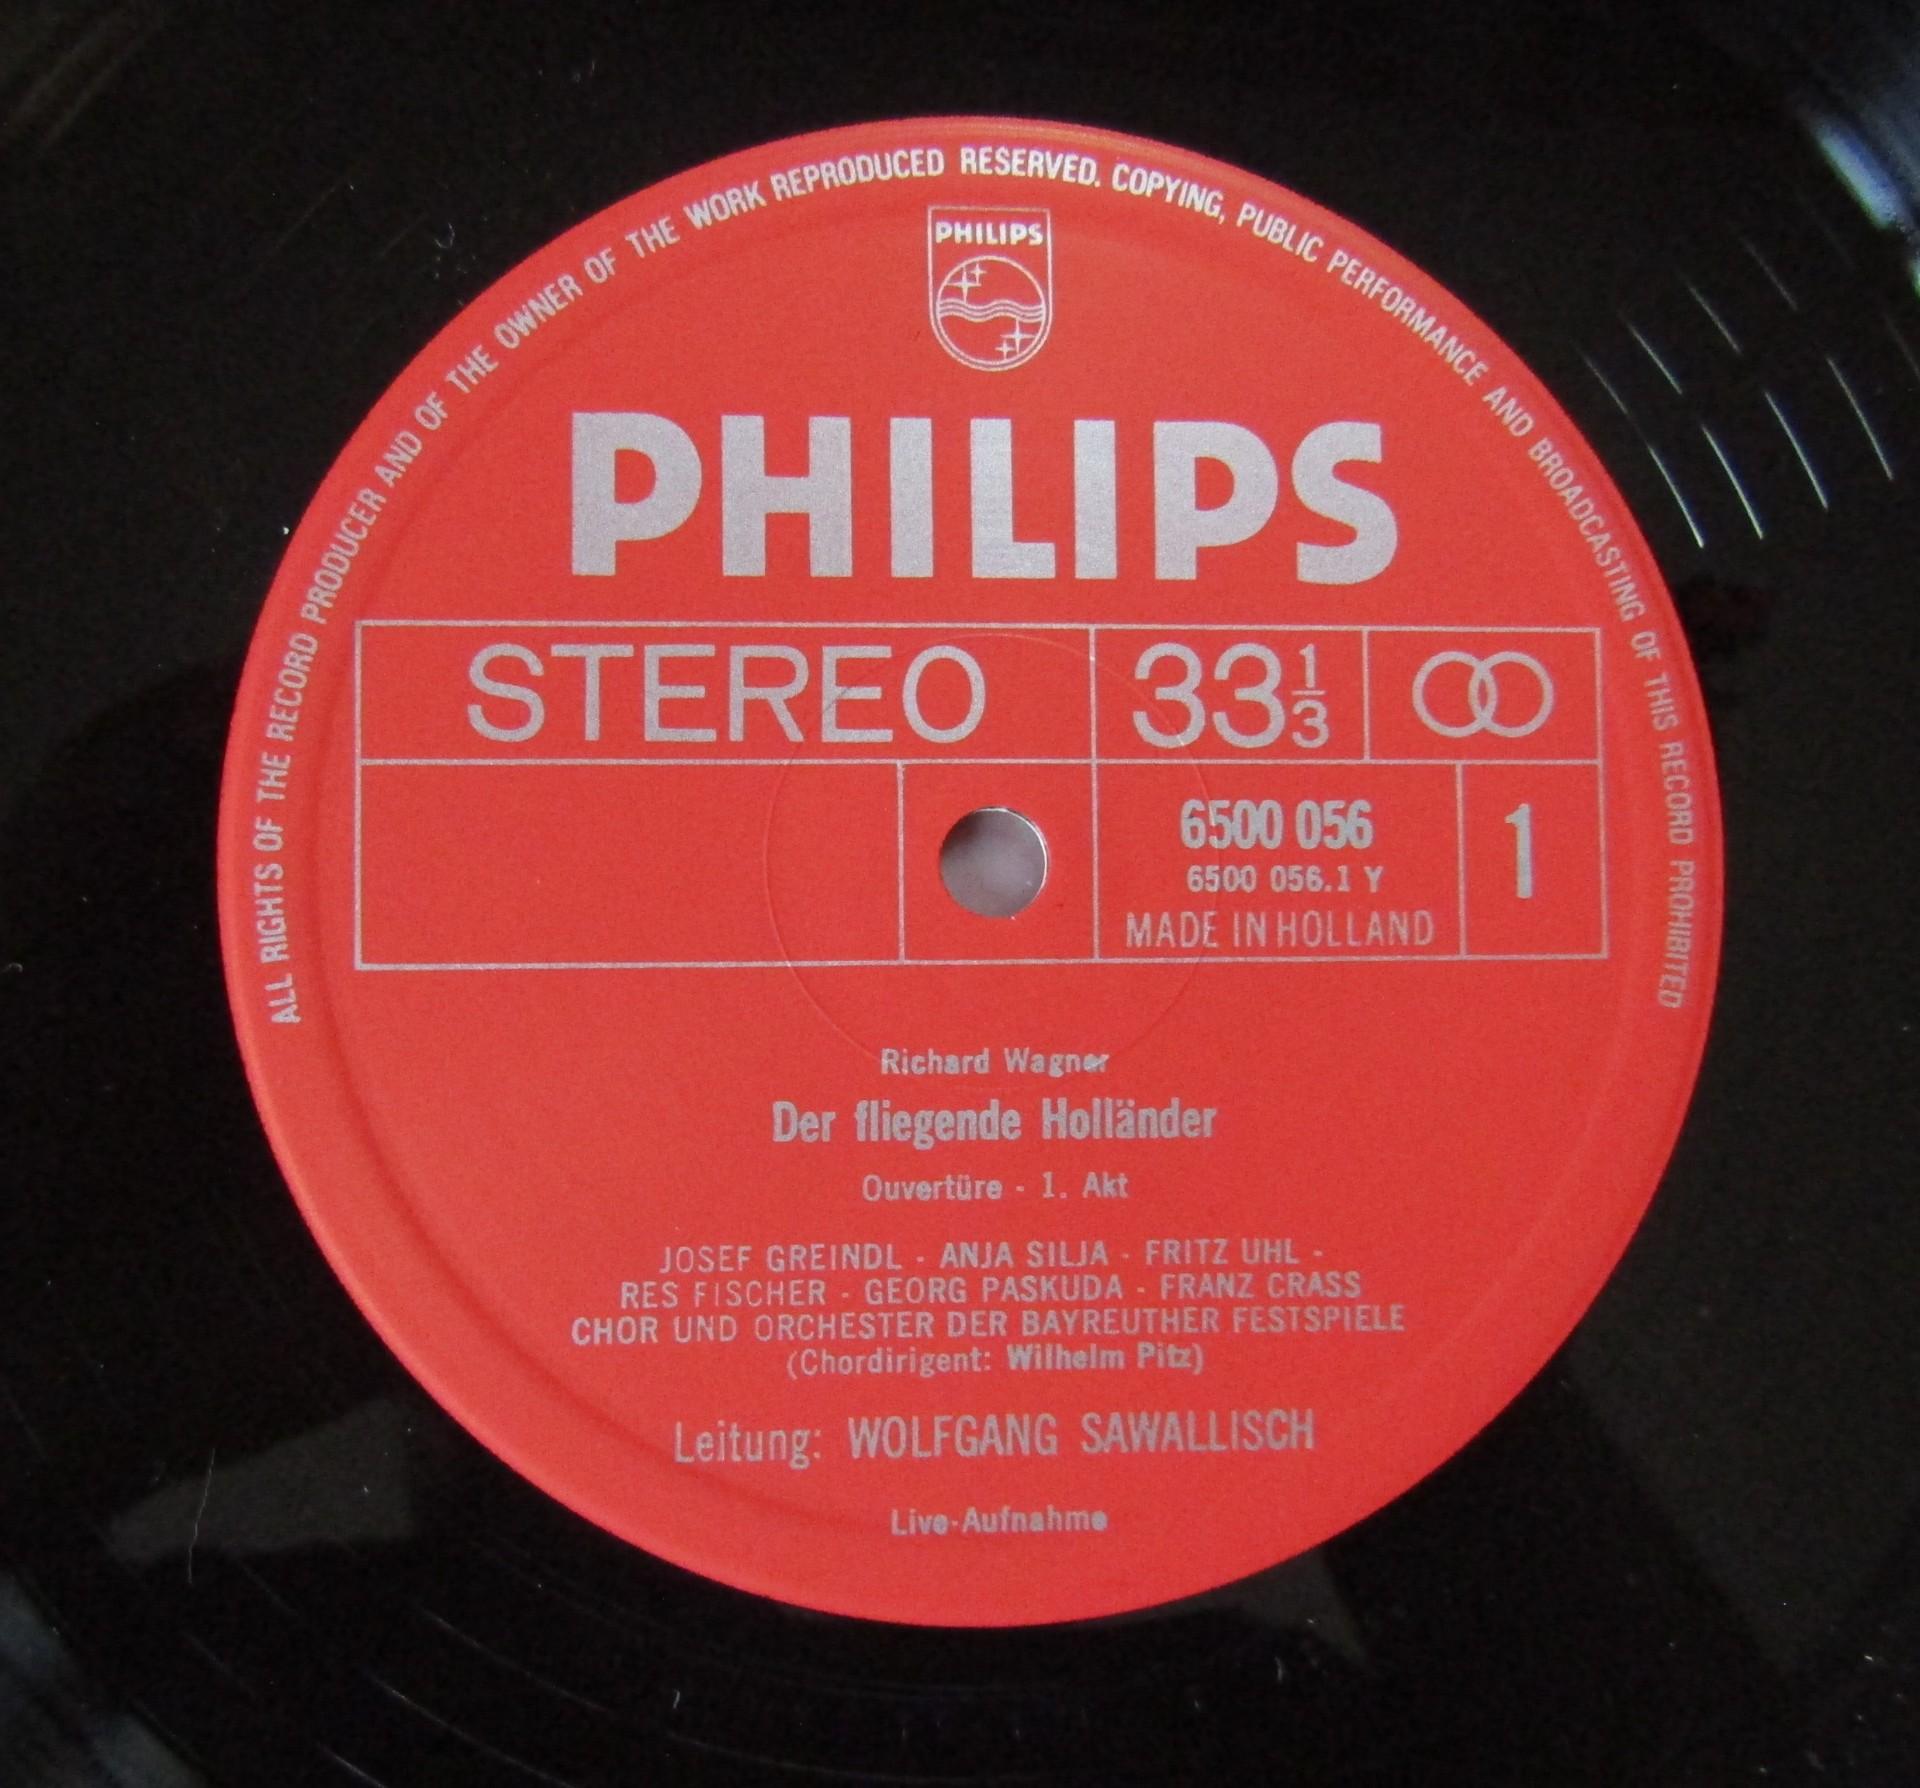 ALL RIGHTS OF THE RECORD PRODUCER AND OF THE OWNER OF THE WORK REPRODUCED RESERVED. COPYING, PUBLIC PERFORMANCE AND BROADCASTING OF THIS RECORD PROHIBITED
PHILIPS
PHILIPS
STEREO 33 1/3
6500 056
6500 056.1 Y
MADE IN HOLLAND
1
Richard Wagner
Der fliegende Holländer
Ouvertüre - 1. Akt
JOSEF GREINDL - ANJA SILJA - FRITZ UHL -
RES FISCHER - GEORG PASKUDA - FRANZ CRASS
CHOR UND ORCHESTER DER BAYREUTHER FESTSPIELE
(Chordirigent: Wilhelm Pitz)
Leitung: WOLFGANG SAWALLISCH
Live-Aufnahme